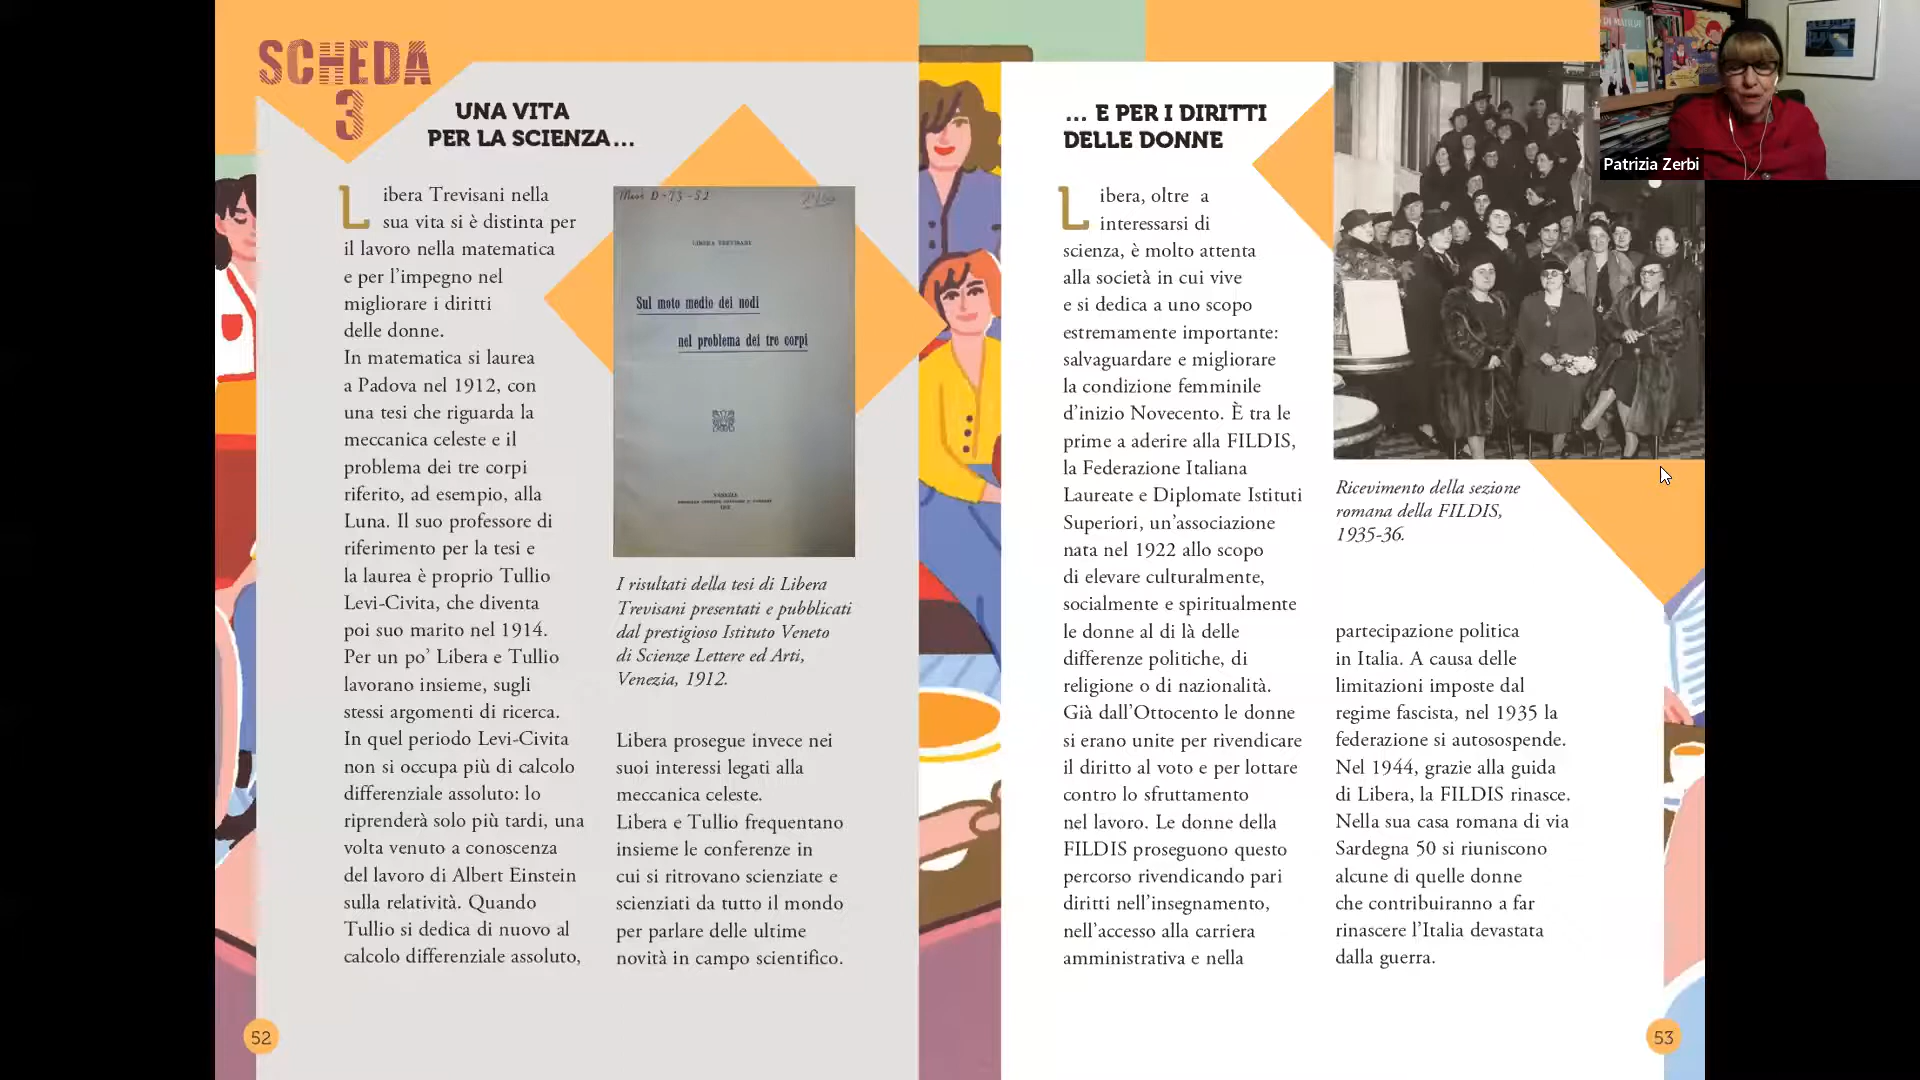 SCHEDA
3
UNA VITA
PER LA SCIENZA...
Libera Trevisani nella
sua vita si è distinta per
il lavoro nella matematica
e per l'impegno nel
migliorare i diritti
delle donne.
In matematica si laurea
a Padova nel 1912, con
una tesi che riguarda la
meccanica celeste e il
problema dei tre corpi
riferito, ad esempio, alla
Luna. Il suo professore di
riferimento per la tesi e
la laurea è proprio Tullio
Levi-Civita, che diventa
poi suo marito nel 1914.
Per un po' Libera e Tullio
lavorano insieme, sugli
stessi argomenti di ricerca.
In quel periodo Levi-Civita
non si occupa più di calcolo
differenziale assoluto: lo
riprenderà solo più tardi, una
volta venuto a conoscenza
del lavoro di Albert Einstein
sulla relatività. Quando
Tullio si dedica di nuovo al
calcolo differenziale assoluto,
LIBERA TREVISANI
Sul moto medio dei nodi
nel problema dei tre corpi
VENEZIA
I risultati della tesi di Libera
Trevisani presentati e pubblicati
dal prestigioso Istituto Veneto
di Scienze Lettere ed Arti,
Venezia, 1912.
Libera prosegue invece nei
suoi interessi legati alla
meccanica celeste.
Libera e Tullio frequentano
insieme le conferenze in
cui si ritrovano scienziate e
scienziati da tutto il mondo
per parlare delle ultime
novità in campo scientifico.
52
... E PER I DIRITTI
DELLE DONNE
Libera, oltre a
interessarsi di
scienza, è molto attenta
alla società in cui vive
e si dedica a uno scopo
estremamente importante:
salvaguardare e migliorare
la condizione femminile
d'inizio Novecento. È tra le
prime a aderire alla FILDIS,
la Federazione Italiana
Laureate e Diplomate Istituti
Superiori, un'associazione
nata nel 1922 allo scopo
di elevare culturalmente,
socialmente e spiritualmente
le donne al di là delle
differenze politiche, di
religione o di nazionalità.
Già dall'Ottocento le donne
si erano unite per rivendicare
il diritto al voto e per lottare
contro lo sfruttamento
nel lavoro. Le donne della
FILDIS proseguono questo
percorso rivendicando pari
diritti nell'insegnamento,
nell'accesso alla carriera
amministrativa e nella
Ricevimento della sezione
romana della FILDIS,
1935-36.
partecipazione politica
in Italia. A causa delle
limitazioni imposte dal
regime fascista, nel 1935 la
federazione si autosospende.
Nel 1944, grazie alla guida
di Libera, la FILDIS rinasce.
Nella sua casa romana di via
Sardegna 50 si riuniscono
alcune di quelle donne
che contribuiranno a far
rinascere l'Italia devastata
dalla guerra.
53
Patrizia Zerbi